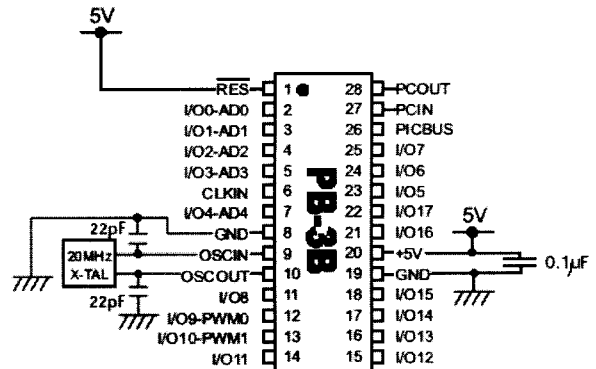 5V
RES 1 28 PCOUT
I/O0-AD0 2 27 PCIN
I/O1-AD1 3 26 PICBUS
I/O2-AD2 4 25 I/O7
I/O3-AD3 5 24 I/O6
CLKIN 6 23 I/O5
I/O4-AD4 7 22 I/O17
GND 8 21 I/O16
OSCIN 9 20 +5V
OSCOUT 10 19 GND
I/O8 11 18 I/O15
I/O9-PWM0 12 17 I/O14
I/O10-PWM1 13 16 I/O13
I/O11 14 15 I/O12
PB-3B
22pF
20MHz
X-TAL
22pF
5V
0.1µF